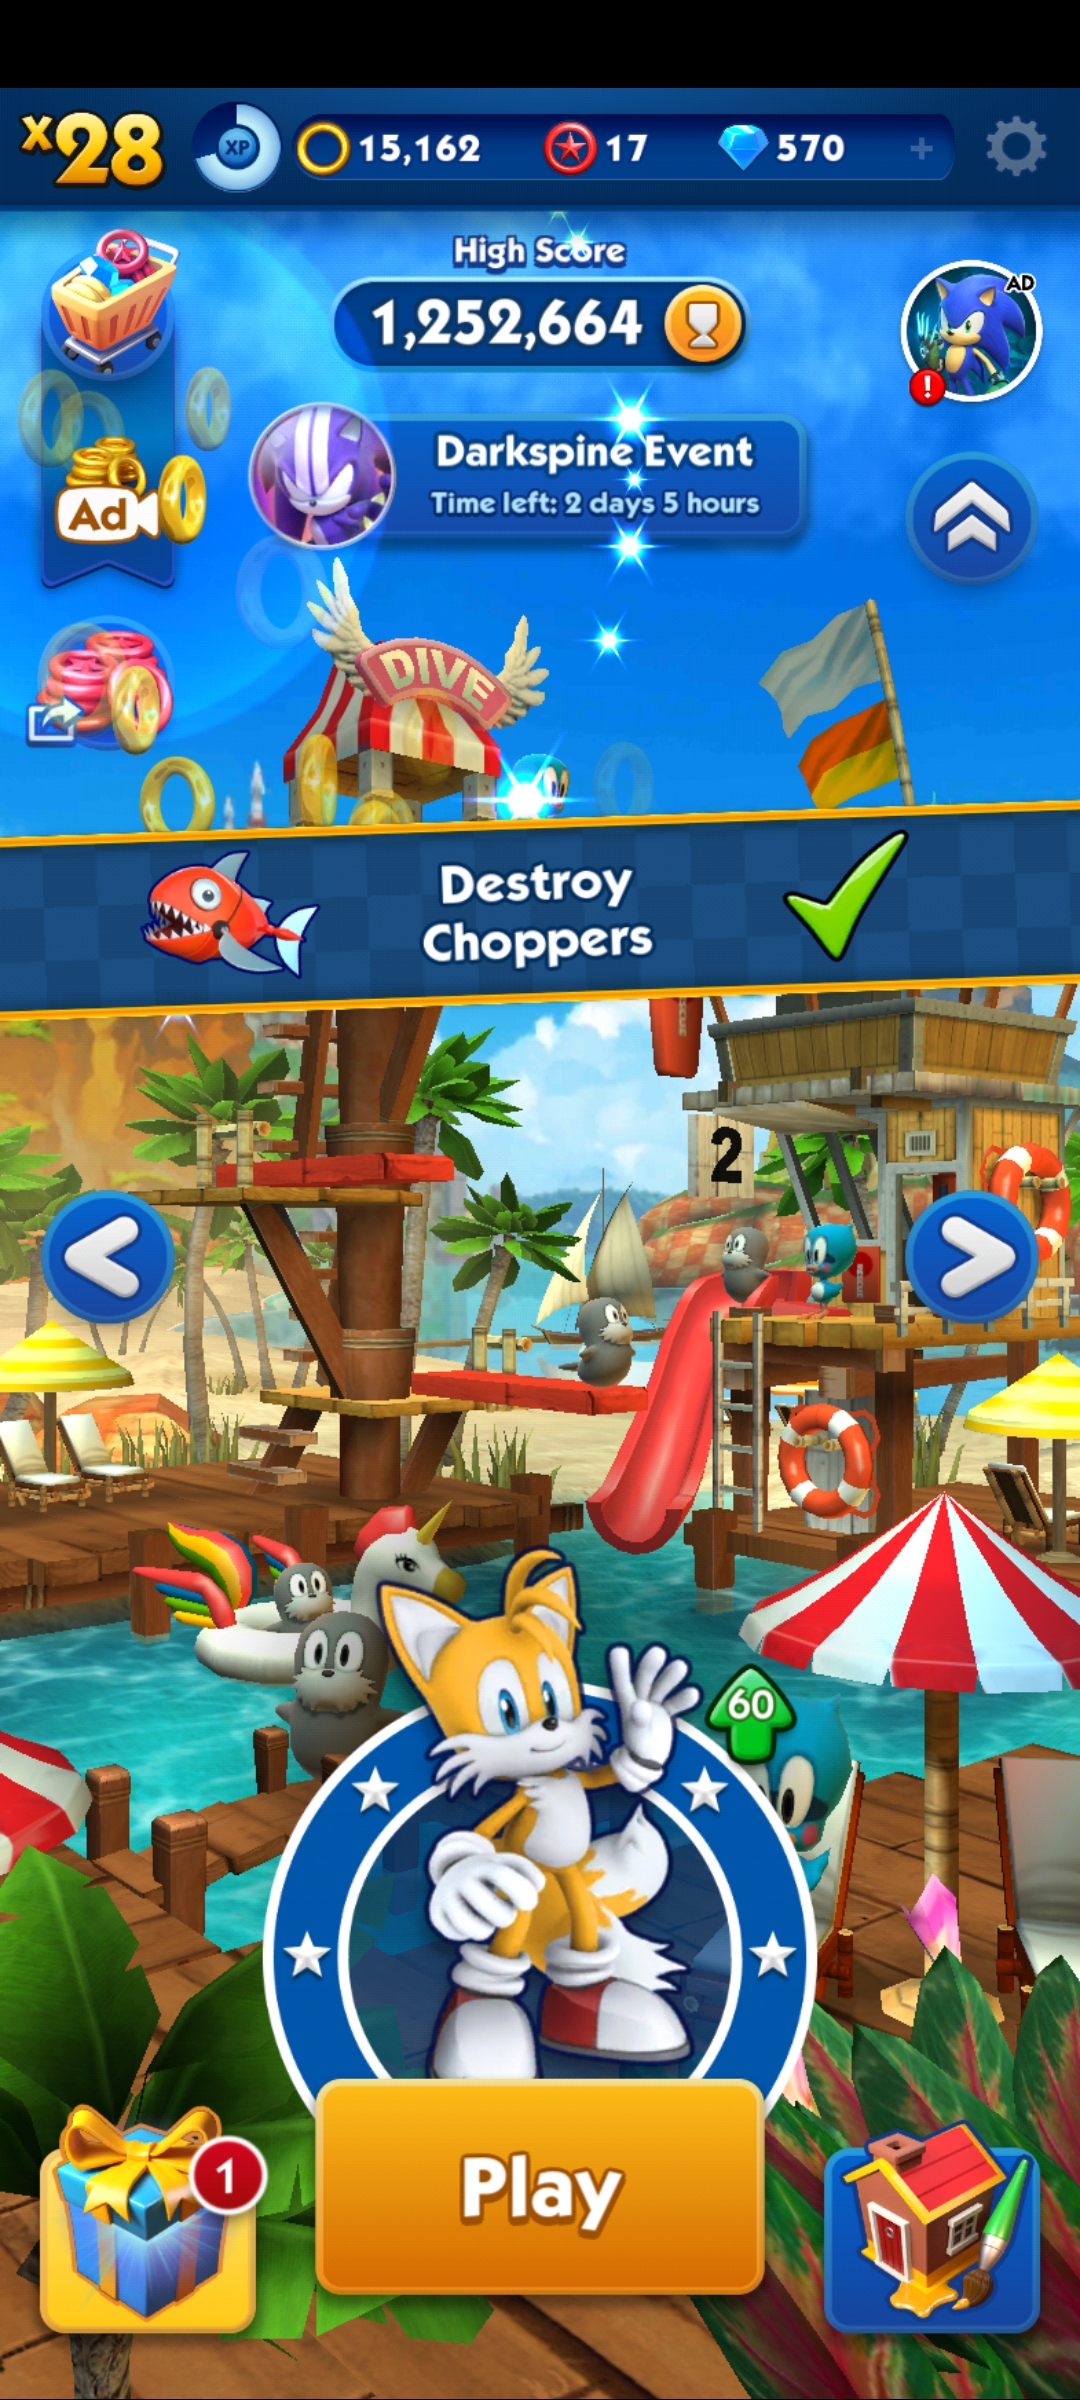 x28
XP
15,162
17
570
+
High Score
1,252,664
AD
!
Darkspine Event
Time left: 2 days 5 hours
Ad
DIVE
Destroy
Choppers
2
60
1
Play